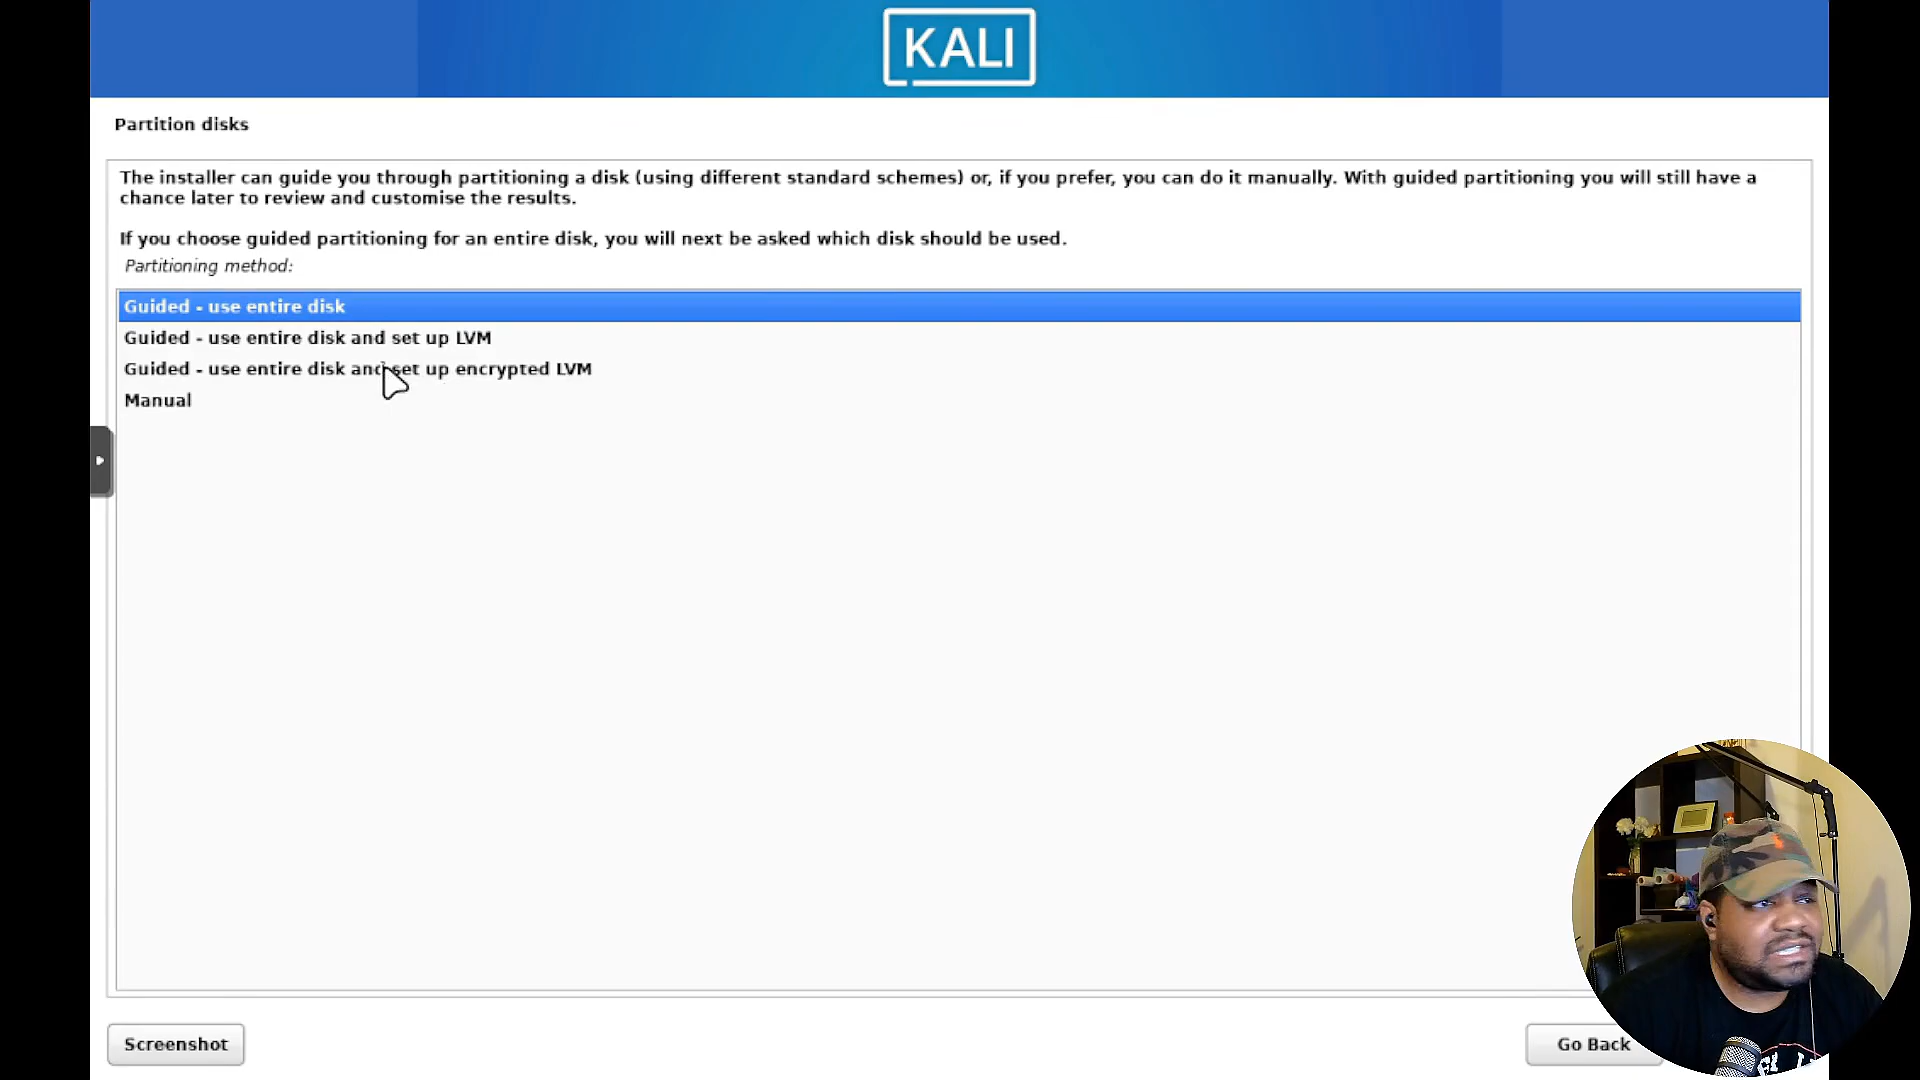 KALI
Partition disks
The installer can guide you through partitioning a disk (using different standard schemes) or, if you prefer, you can do it manually. With guided partitioning you will still have a
chance later to review and customise the results.
If you choose guided partitioning for an entire disk, you will next be asked which disk should be used.
Partitioning method:
Guided - use entire disk
Guided - use entire disk and set up LVM
Guided - use entire disk and set up encrypted LVM
Manual
Screenshot
Go Back